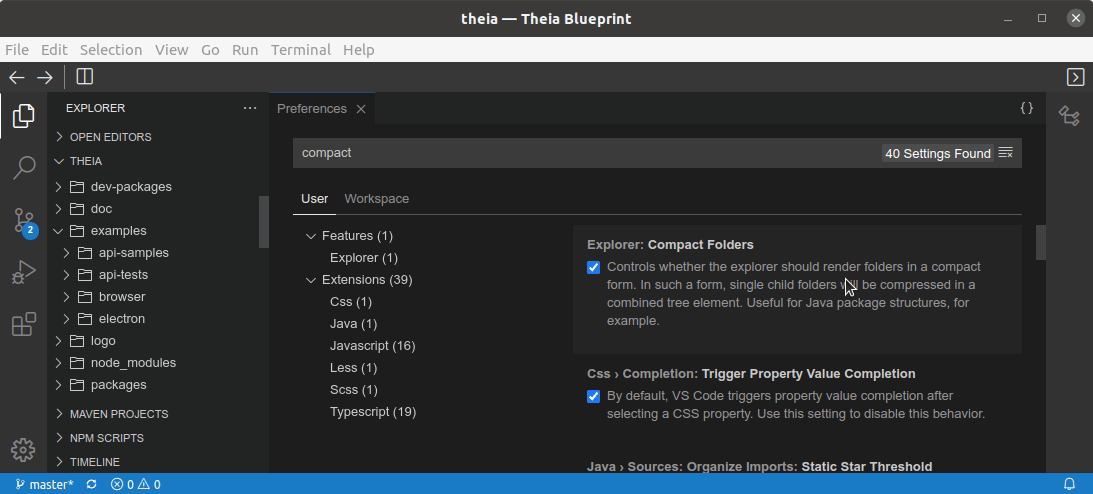 theia — Theia Blueprint
File Edit Selection View Go Run Terminal Help
EXPLORER
OPEN EDITORS
THEIA
dev-packages
doc
examples
api-samples
api-tests
browser
electron
logo
node_modules
packages
MAVEN PROJECTS
NPM SCRIPTS
TIMELINE
2
Preferences
{ }
compact
40 Settings Found
User Workspace
Features (1)
Explorer (1)
Extensions (39)
Css (1)
Java (1)
Javascript (16)
Less (1)
Scss (1)
Typescript (19)
Explorer: Compact Folders
Controls whether the explorer should render folders in a compact
form. In such a form, single child folders will be compressed in a
combined tree element. Useful for Java package structures, for
example.
Css › Completion: Trigger Property Value Completion
By default, VS Code triggers property value completion after
selecting a CSS property. Use this setting to disable this behavior.
Java › Sources: Organize Imports: Static Star Threshold
master* 0 0